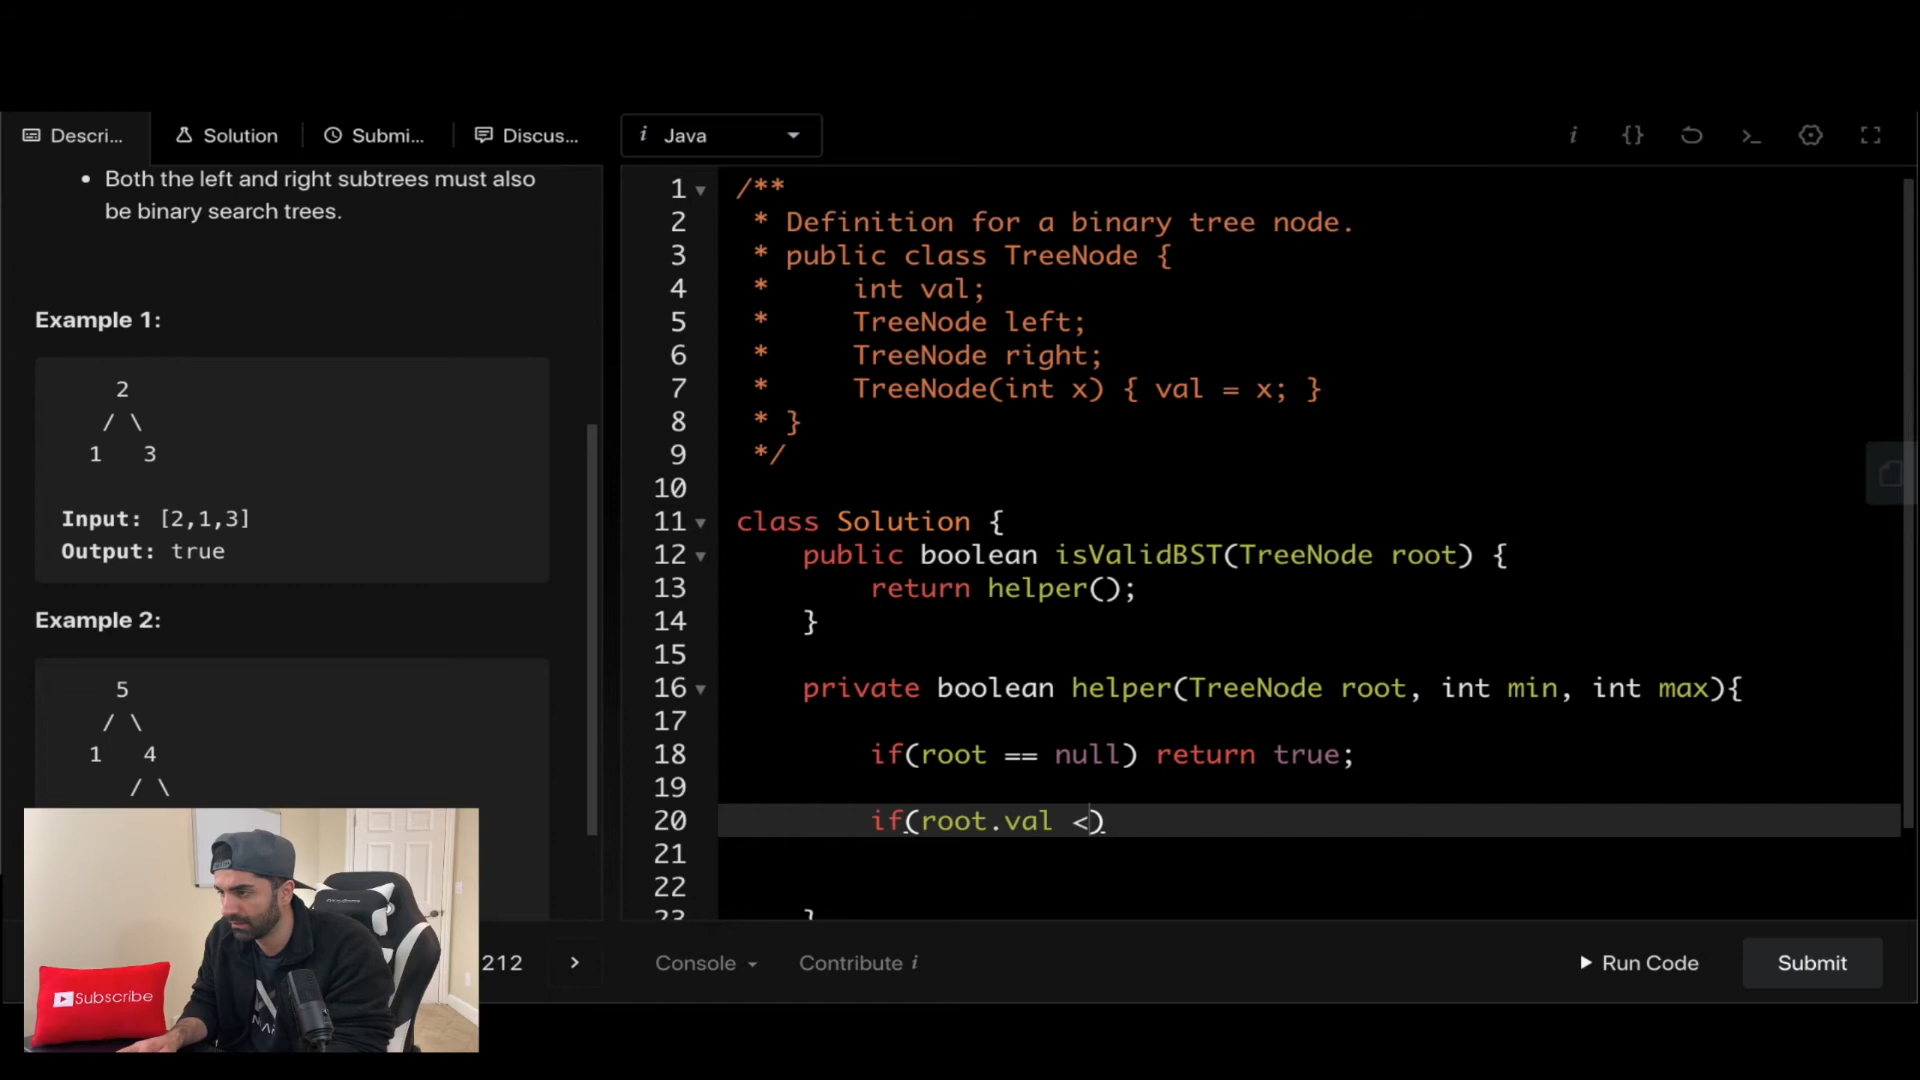 Descri...
Solution
Submi...
Discus...
i Java
i {} >_
• Both the left and right subtrees must also
be binary search trees.
Example 1:
2
/ \
1 3
Input: [2,1,3]
Output: true
Example 2:
5
/ \
1 4
/ \
1 /**
2 * Definition for a binary tree node.
3 * public class TreeNode {
4 * int val;
5 * TreeNode left;
6 * TreeNode right;
7 * TreeNode(int x) { val = x; }
8 * }
9 */
10
11 class Solution {
12 public boolean isValidBST(TreeNode root) {
13 return helper();
14 }
15
16 private boolean helper(TreeNode root, int min, int max){
17
18 if(root == null) return true;
19
20 if(root.val <)
21
22
23 }
Subscribe
212 >
Console
Contribute i
Run Code
Submit